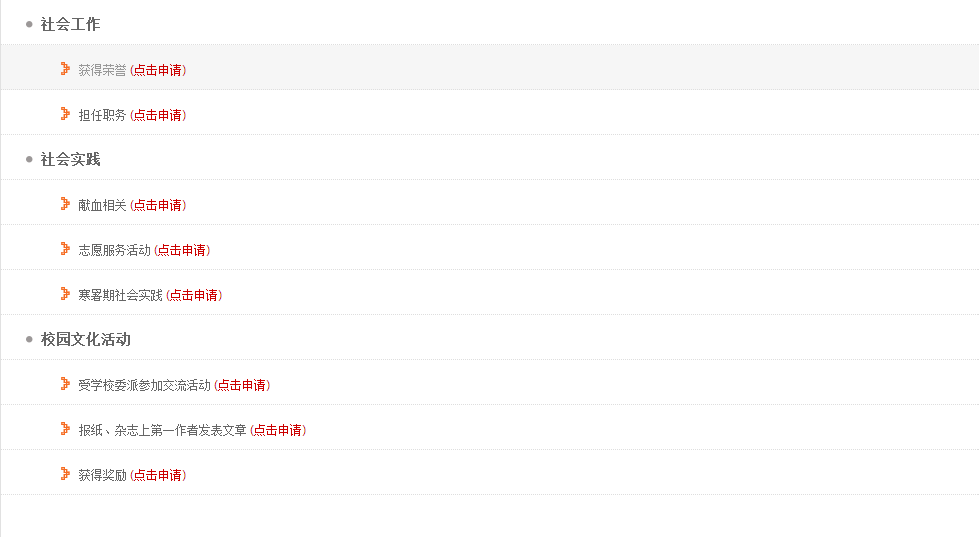 社会工作
获得荣誉 (点击申请)
担任职务 (点击申请)
社会实践
献血相关 (点击申请)
志愿服务活动 (点击申请)
寒暑期社会实践 (点击申请)
校园文化活动
受学校委派参加交流活动 (点击申请)
报纸、杂志上第一作者发表文章 (点击申请)
获得奖励 (点击申请)